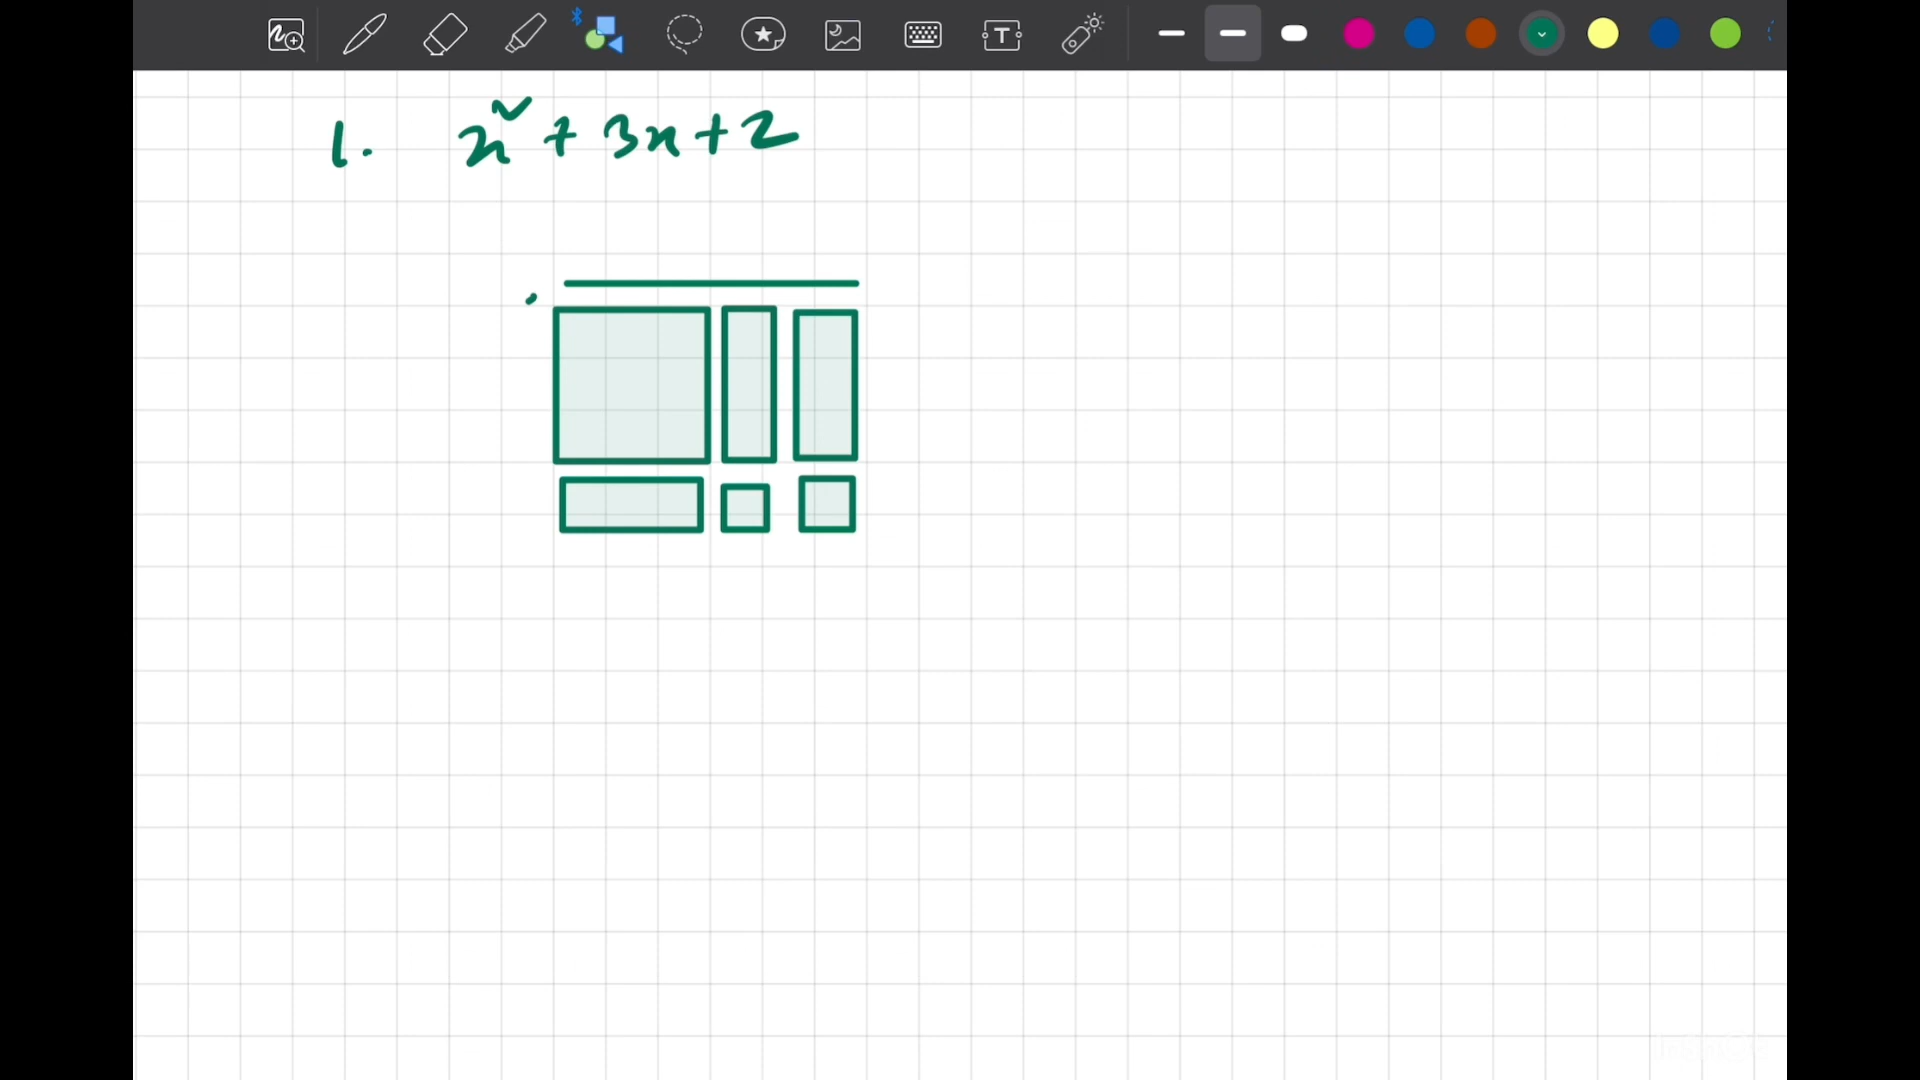 1. x² + 3x + 2